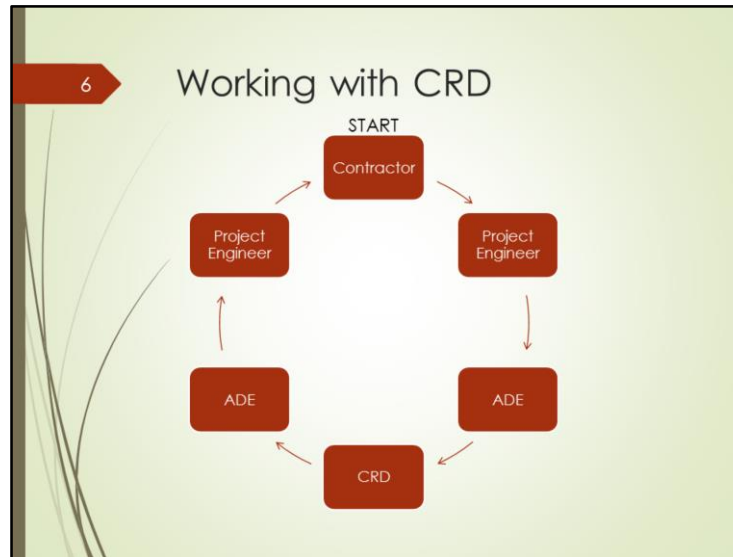 6
Working with CRD
START
Contractor
Project
Engineer
ADE
CRD
ADE
Project
Engineer